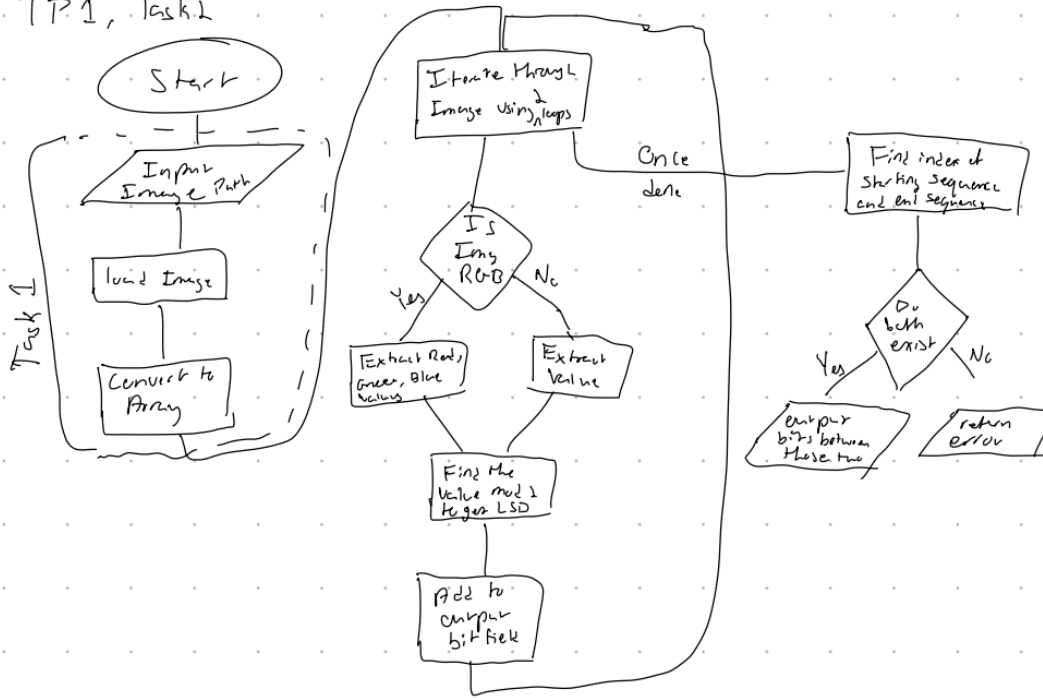 TP1, Task 2
Start
Task 1
Input
Image Path
load Image
Convert to
Array
Iterate through
Image using 2 loops
Is
Img
RGB
Yes
No
Extract Red,
Green, Blue
values
Extract
Value
Find the
value mod 2
to get LSD
Add to
output
bit field
Once
done
Find index of
starting sequence
and end sequence
Do
both
exist
Yes
No
output
bits between
these two
return
error